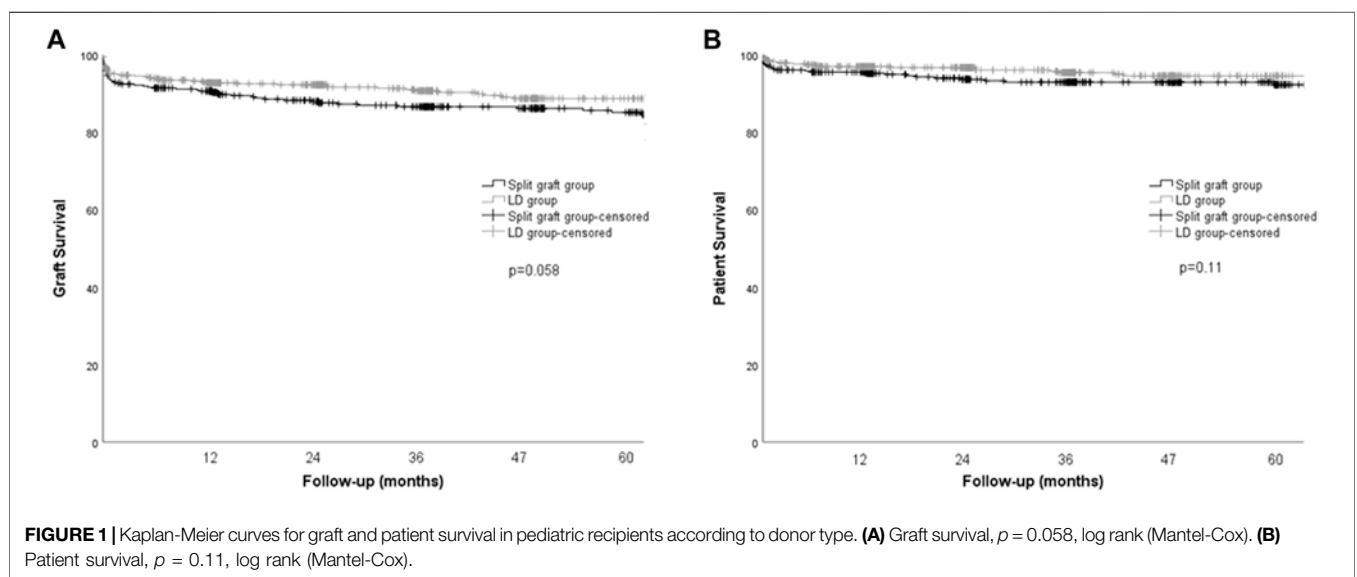 A
100
80
60
40
20
0
Graft Survival
Split graft group
LD group
Split graft group-censored
LD group-censored
p=0.058
12 24 36 47 60
Follow-up (months)
B
100
80
60
40
20
0
Patient Survival
Split graft group
LD group
Split graft group-censored
LD group-censored
p=0.11
12 24 36 47 60
Follow-up (months)
FIGURE 1 | Kaplan-Meier curves for graft and patient survival in pediatric recipients according to donor type. (A) Graft survival, p = 0.058, log rank (Mantel-Cox). (B)
Patient survival, p = 0.11, log rank (Mantel-Cox).